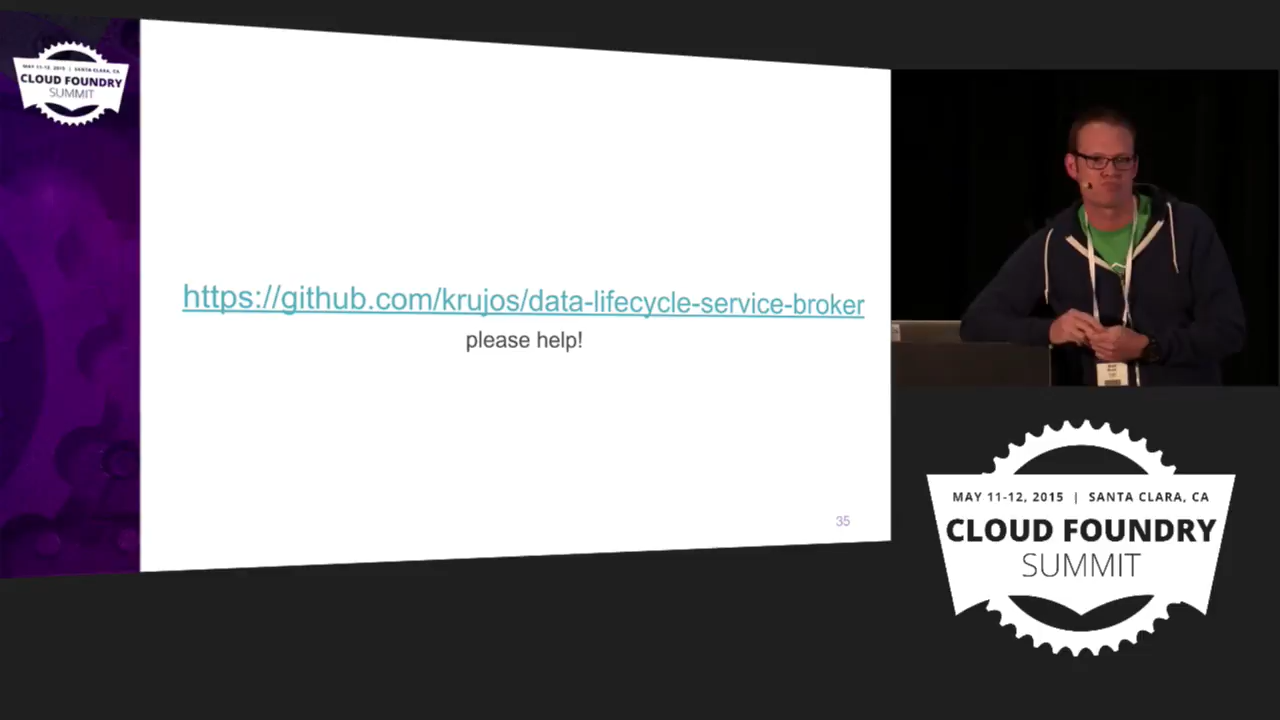 MAY 11-12, 2015 | SANTA CLARA, CA
CLOUD FOUNDRY
SUMMIT
https://github.com/krujos/data-lifecycle-service-broker
please help!
35
MAY 11-12, 2015 | SANTA CLARA, CA
CLOUD FOUNDRY
SUMMIT